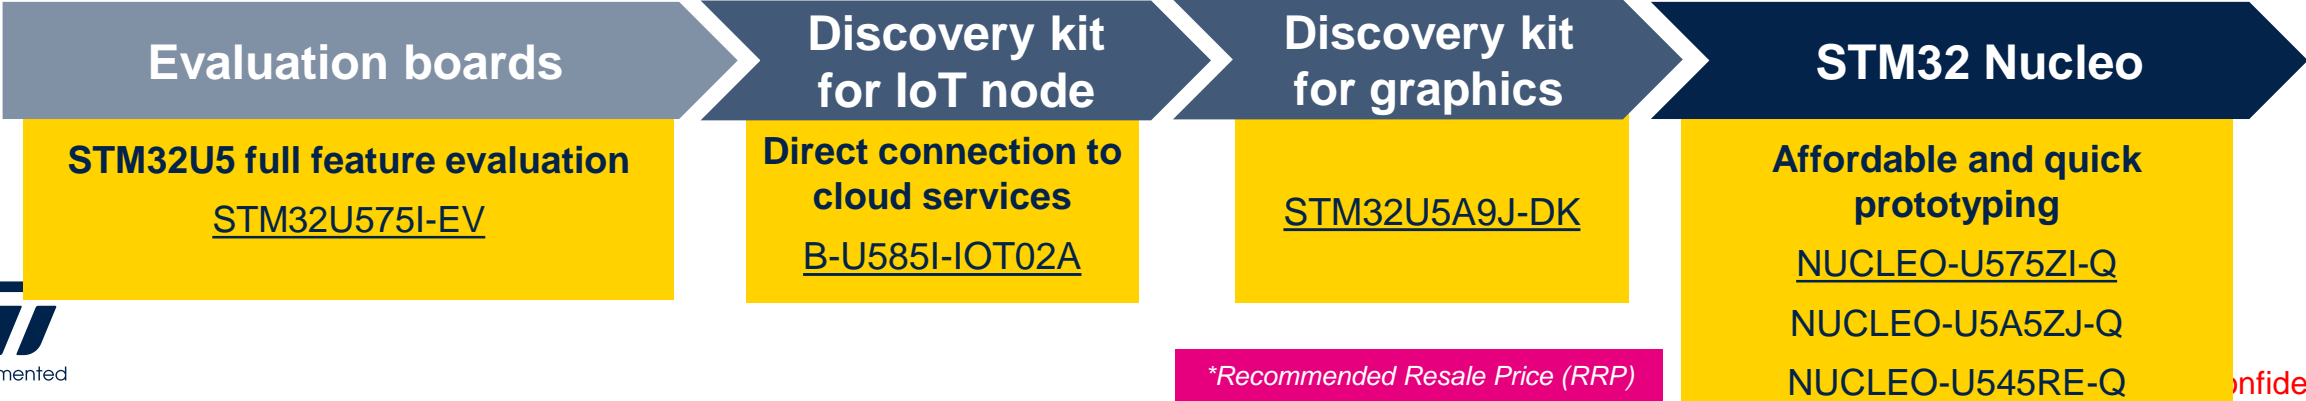 Evaluation boards
STM32U5 full feature evaluation
STM32U575I-EV
Discovery kit
for IoT node
Direct connection to
cloud services
B-U585I-IOT02A
Discovery kit
for graphics
STM32U5A9J-DK
STM32 Nucleo
Affordable and quick
prototyping
NUCLEO-U575ZI-Q
NUCLEO-U5A5ZJ-Q
NUCLEO-U545RE-Q
*Recommended Resale Price (RRP)